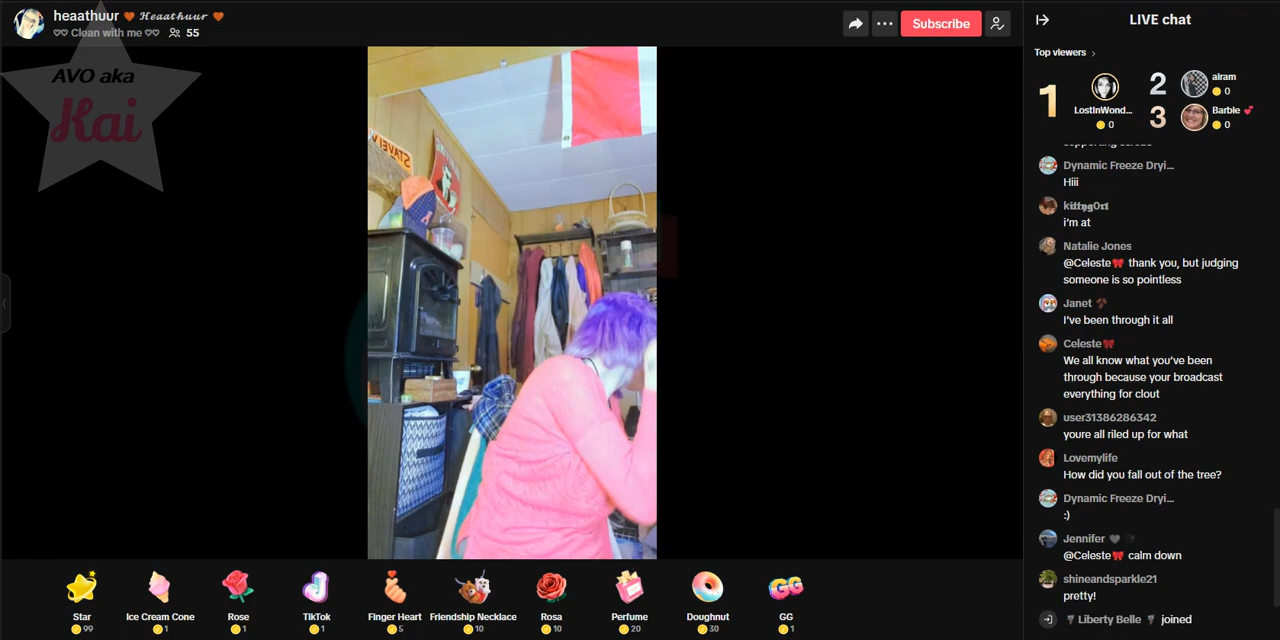 heaathuur 🧡 𝓗𝓮𝓪𝓪𝓽𝓱𝓾𝓾𝓻 🧡
♡♡ Clean with me ♡♡ 55
Subscribe
AVO aka
Kai
LIVE chat
Top viewers >
1
LostInWond...
0
2
alram
0
3
Barbie 💕
0
Dynamic Freeze Dryi...
Hiii
i'm at
Natalie Jones
@Celeste🎀 thank you, but judging
someone is so pointless
Janet
I've been through it all
Celeste🎀
We all know what you've been
through because your broadcast
everything for clout
user31386286342
youre all riled up for what
Lovemylife
How did you fall out of the tree?
Dynamic Freeze Dryi...
:)
Jennifer
@Celeste🎀 calm down
shineandsparkle21
pretty!
Liberty Belle joined
Star
99
Ice Cream Cone
1
Rose
1
TikTok
1
Finger Heart
5
Friendship Necklace
10
Rosa
10
Perfume
20
Doughnut
30
GG
GG
1